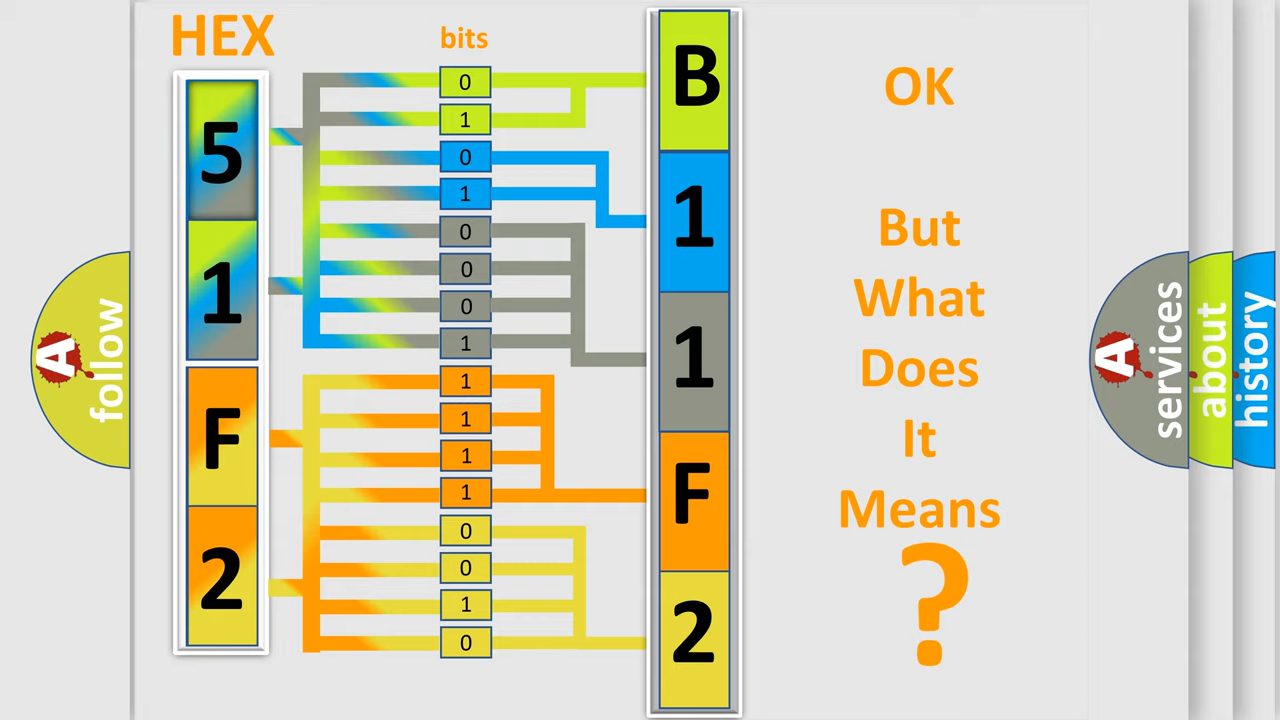 HEX
bits
5
1
F
2
0
1
0
1
0
0
0
1
1
1
1
1
0
0
1
0
B
1
1
F
2
OK
But
What
Does
It
Means
?
A
follow
A
services
about
history